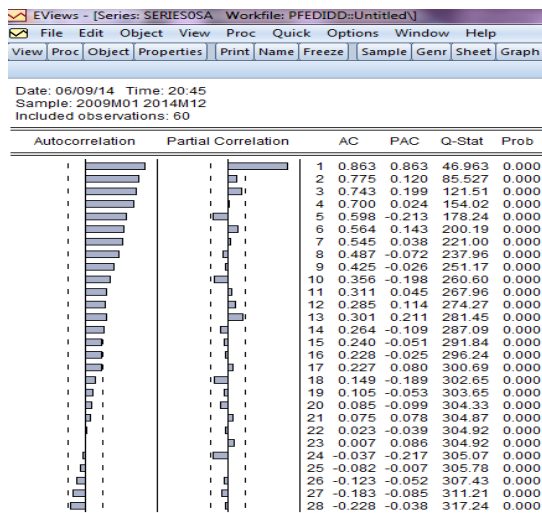 EViews - [Series: SERIES0SA Workfile: PFEDIDD::Untitled\]
File Edit Object View Proc Quick Options Window Help
View Proc Object Properties Print Name Freeze Sample Genr Sheet Graph
Date: 06/09/14 Time: 20:45
Sample: 2009M01 2014M12
Included observations: 60
Autocorrelation Partial Correlation AC PAC Q-Stat Prob
1 0.863 0.863 46.963 0.000
2 0.775 0.120 85.527 0.000
3 0.743 0.199 121.51 0.000
4 0.700 0.024 154.02 0.000
5 0.598 -0.213 178.24 0.000
6 0.564 0.143 200.19 0.000
7 0.545 0.038 221.00 0.000
8 0.487 -0.072 237.96 0.000
9 0.425 -0.026 251.17 0.000
10 0.356 -0.198 260.60 0.000
11 0.311 0.045 267.96 0.000
12 0.285 0.114 274.27 0.000
13 0.301 0.211 281.45 0.000
14 0.264 -0.109 287.09 0.000
15 0.240 -0.051 291.84 0.000
16 0.228 -0.025 296.24 0.000
17 0.227 0.080 300.69 0.000
18 0.149 -0.189 302.65 0.000
19 0.105 -0.053 303.65 0.000
20 0.085 -0.099 304.33 0.000
21 0.075 0.078 304.87 0.000
22 0.023 -0.039 304.92 0.000
23 0.007 0.086 304.92 0.000
24 -0.037 -0.217 305.07 0.000
25 -0.082 -0.007 305.78 0.000
26 -0.123 -0.052 307.43 0.000
27 -0.183 -0.085 311.21 0.000
28 -0.228 -0.038 317.24 0.000